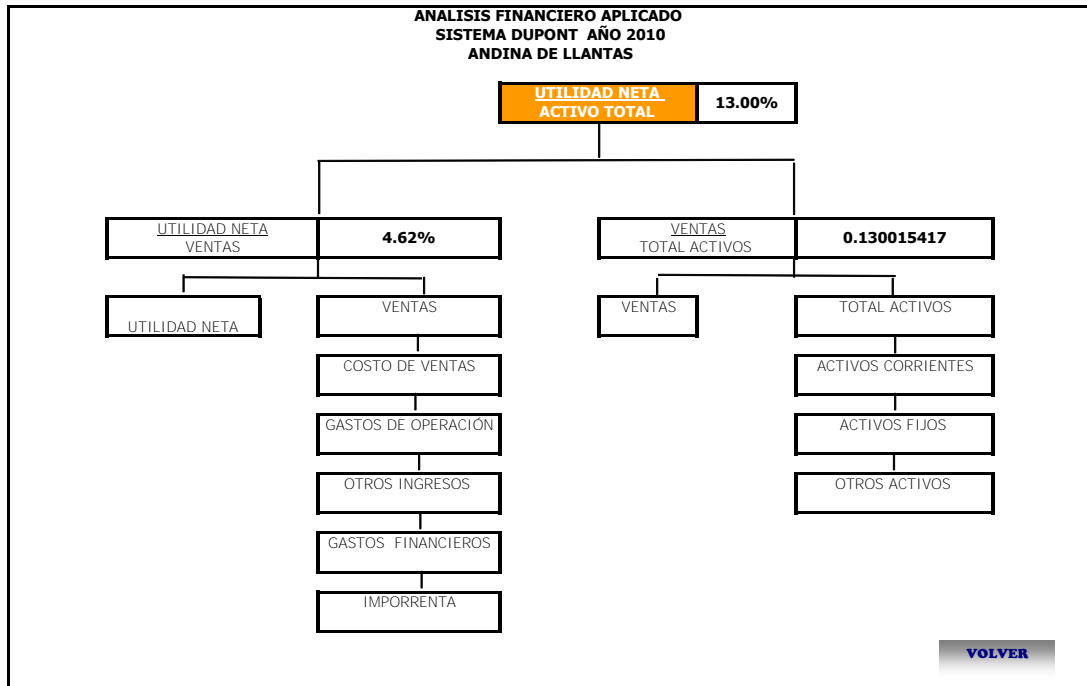 ANALISIS FINANCIERO APLICADO
SISTEMA DUPONT AÑO 2010
ANDINA DE LLANTAS
UTILIDAD NETA
ACTIVO TOTAL
13.00%
UTILIDAD NETA
VENTAS
4.62%
VENTAS
TOTAL ACTIVOS
0.130015417
UTILIDAD NETA
VENTAS
VENTAS
TOTAL ACTIVOS
COSTO DE VENTAS
ACTIVOS CORRIENTES
GASTOS DE OPERACIÓN
ACTIVOS FIJOS
OTROS INGRESOS
OTROS ACTIVOS
GASTOS FINANCIEROS
IMPORRENTA
VOLVER